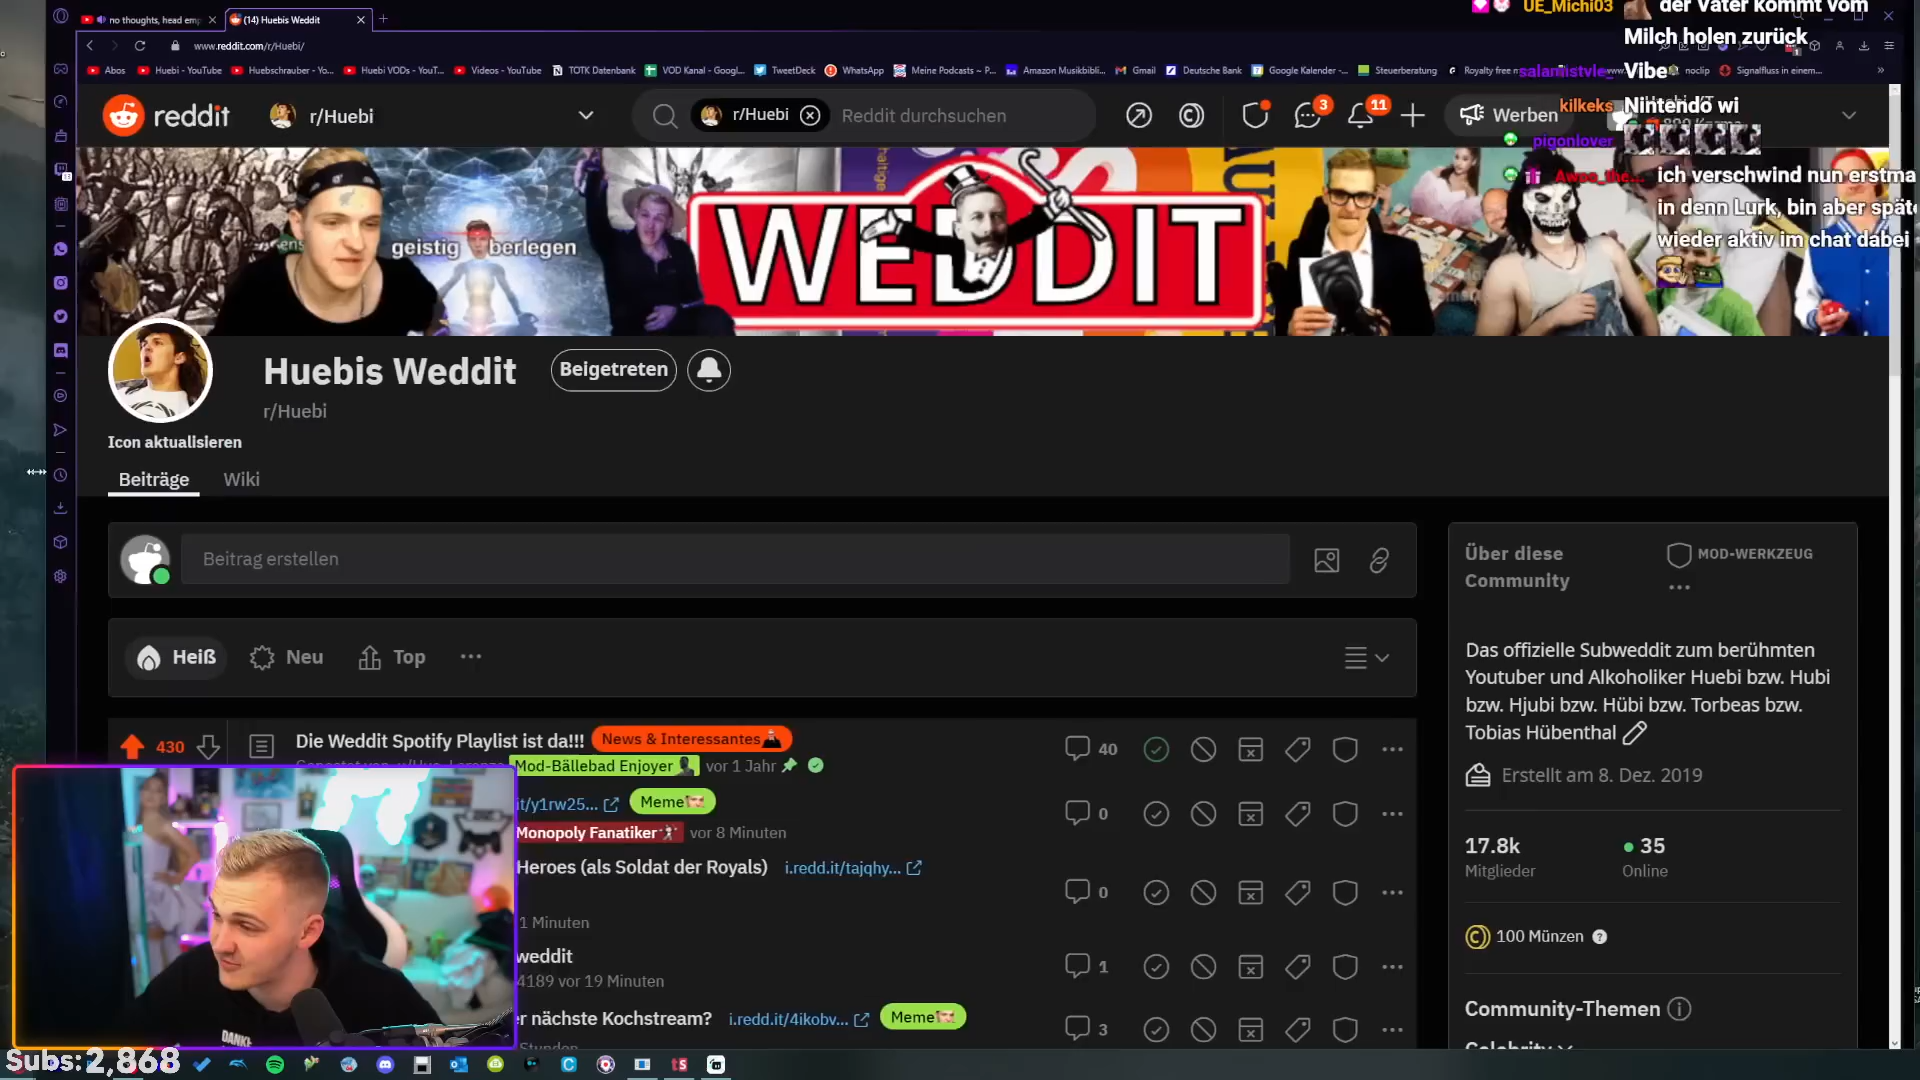 no thoughts, head emp
(14) Huebis Weddit
www.reddit.com/r/Huebi/
Abos
Huebi - YouTube
Huebschrauber - Yo...
Huebi VODs - YouT...
Videos - YouTube
TOTK Datenbank
VOD Kanal - Googl...
TweetDeck
WhatsApp
Meine Podcasts ~ P...
Amazon Musikbibli...
Gmail
Deutsche Bank
Google Kalender -...
Steuerberatung
Royalty free m
noclip
Signalfluss in einem...
UE_Michi03
der Vater kommt vom
Milch holen zurück
salamistyle_
Vibe
kilkeks
Nintendo wi
pigonlover
Awoo_the...
ich verschwind nun erstma
in denn Lurk, bin aber späte
wieder aktiv im chat dabei
reddit
r/Huebi
r/Huebi
Reddit durchsuchen
3
11
Werben
geistig
berlegen
WEDDIT
Huebis Weddit
Beigetreten
r/Huebi
Icon aktualisieren
Beiträge
Wiki
Beitrag erstellen
Heiß
Neu
Top
Über diese
Community
MOD-WERKZEUG
Das offizielle Subweddit zum berühmten
Youtuber und Alkoholiker Huebi bzw. Hubi
bzw. Hjubi bzw. Hübi bzw. Torbeas bzw.
Tobias Hübenthal
Erstellt am 8. Dez. 2019
17.8k
Mitglieder
35
Online
100 Münzen
Community-Themen
Celebrity
430
Die Weddit Spotify Playlist ist da!!!
News & Interessantes
Mod-Bällebad Enjoyer
vor 1 Jahr
40
it/y1rw25...
Meme
Monopoly Fanatiker
vor 8 Minuten
0
Heroes (als Soldat der Royals)
i.redd.it/tajqhy...
1 Minuten
0
weddit
4189 vor 19 Minuten
1
r nächste Kochstream?
i.redd.it/4ikobv...
Meme
Stunden
3
DANKE
Subs:2,868